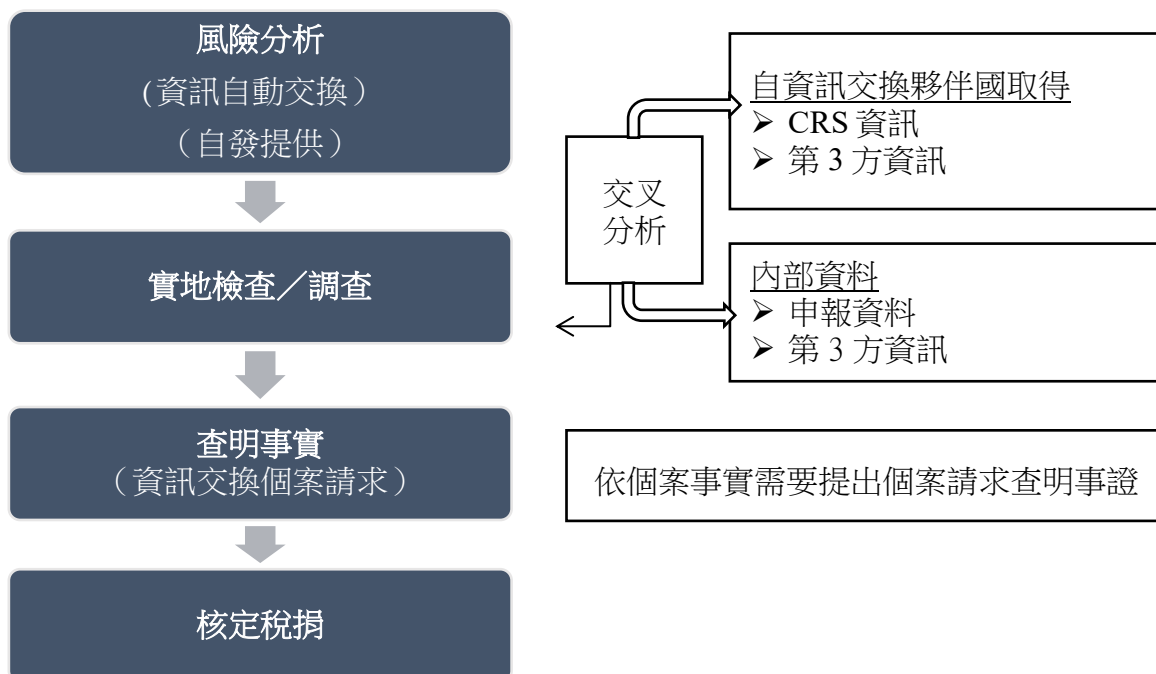 風險分析
(資訊自動交換）
（自發提供）
實地檢查／調查
查明事實
（資訊交換個案請求）
核定稅捐
交叉
分析
自資訊交換夥伴國取得
➢ CRS 資訊
➢ 第 3 方資訊
內部資料
➢ 申報資料
➢ 第 3 方資訊
依個案事實需要提出個案請求查明事證